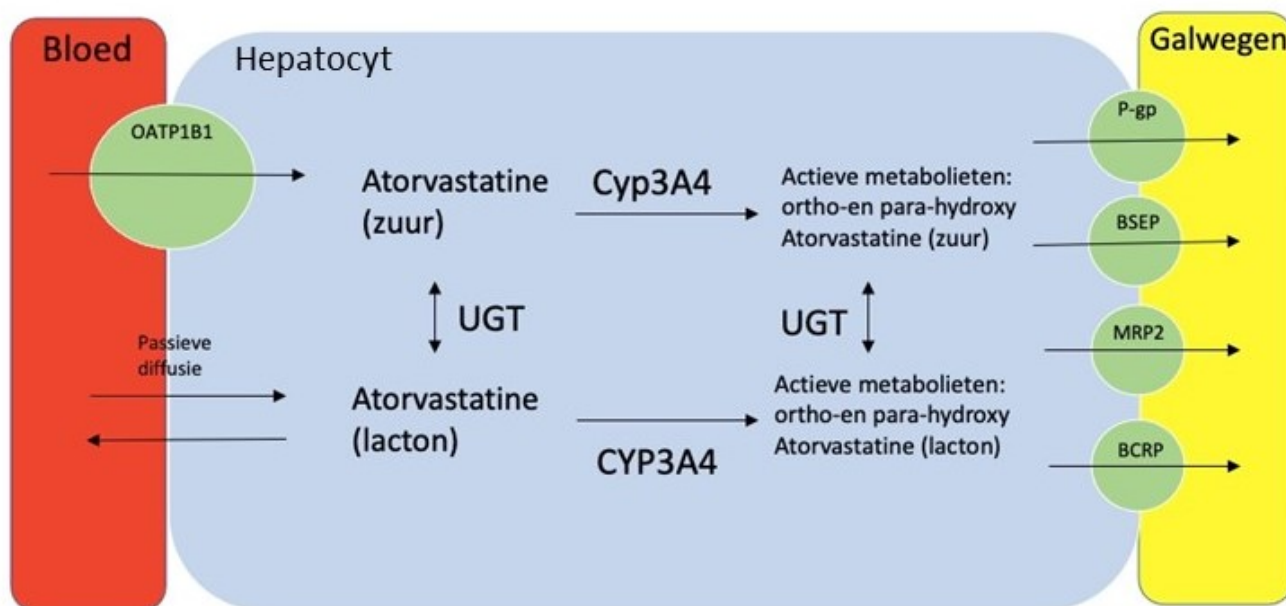 Bloed
Hepatocyt
Galwegen
OATP1B1
P-gp
Atorvastatine
(zuur)
Cyp3A4
Actieve metabolieten:
ortho-en para-hydroxy
Atorvastatine (zuur)
BSEP
UGT
UGT
MRP2
Passieve
diffusie
Atorvastatine
(lacton)
CYP3A4
Actieve metabolieten:
ortho-en para-hydroxy
Atorvastatine (lacton)
BCRP